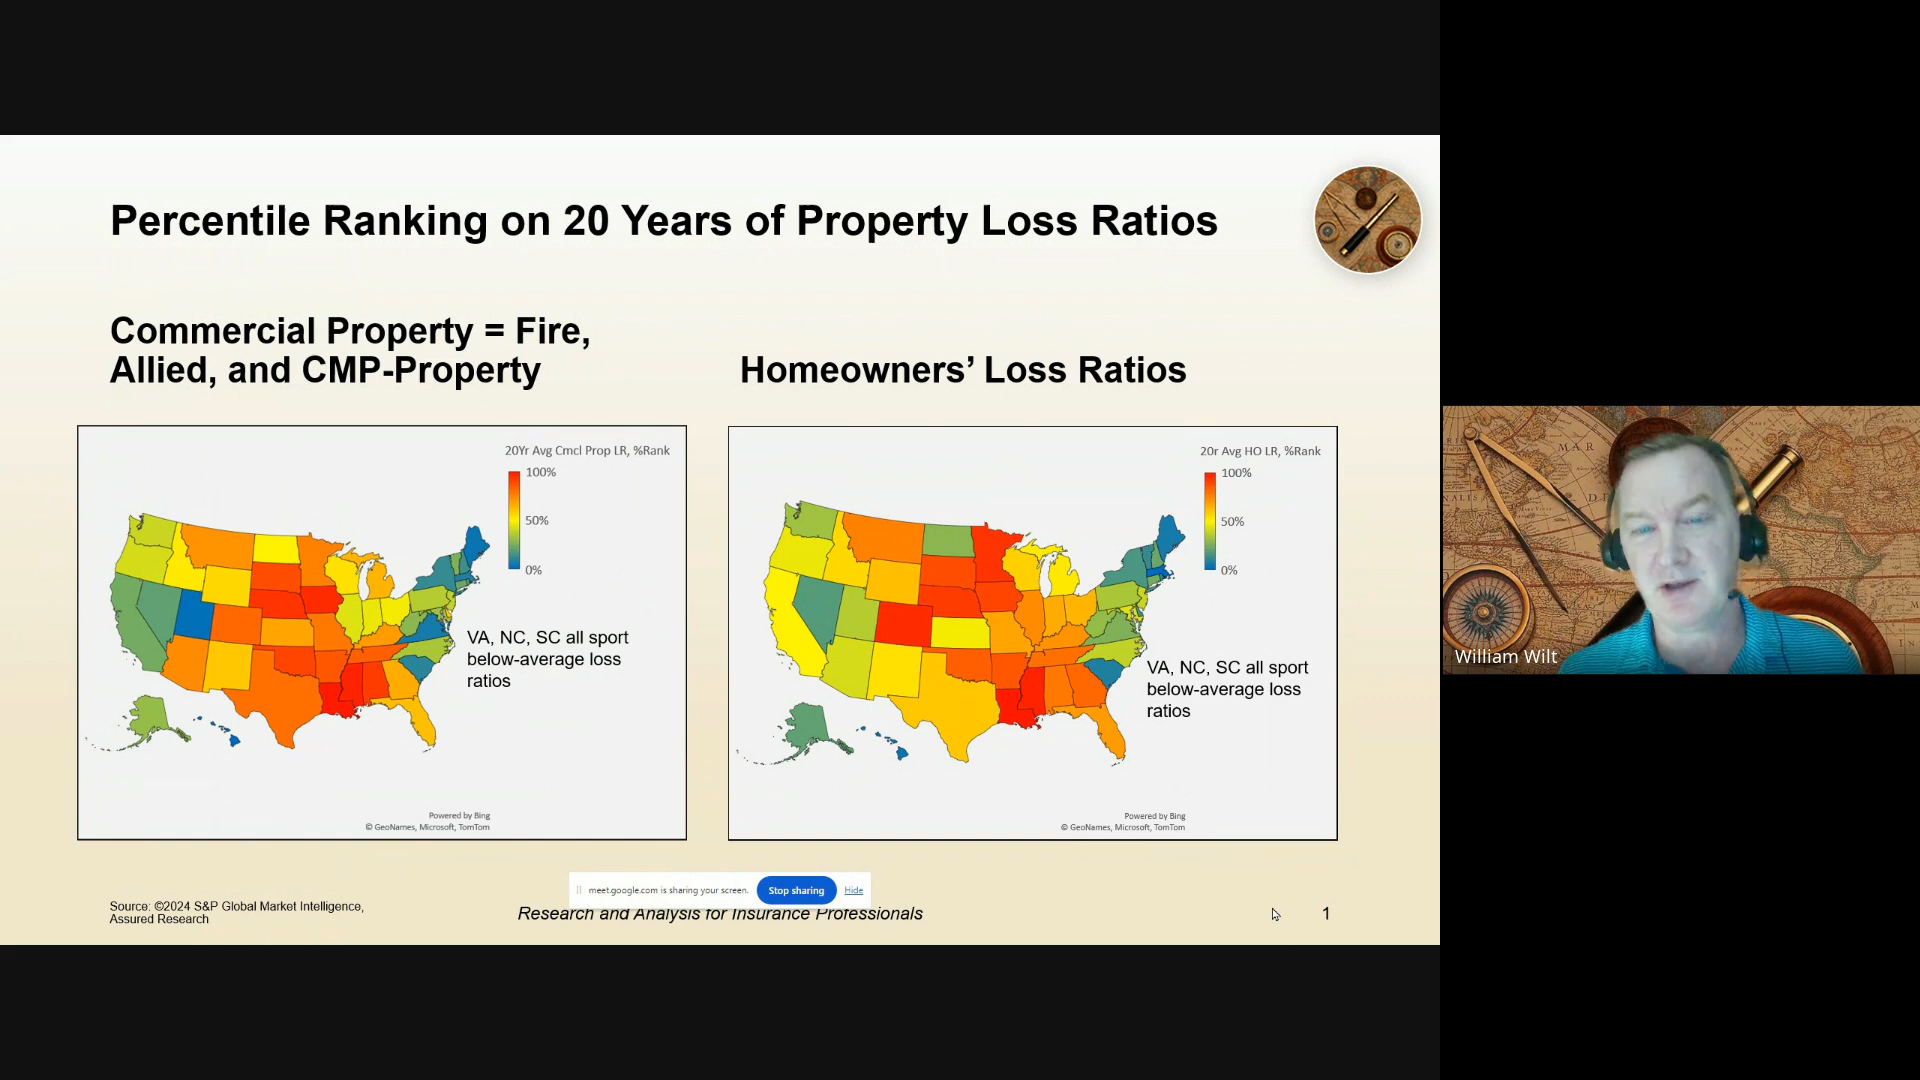 Percentile Ranking on 20 Years of Property Loss Ratios
Commercial Property = Fire,
Allied, and CMP-Property
Homeowners’ Loss Ratios
20Yr Avg Cmcl Prop LR, %Rank
100%
50%
0%
VA, NC, SC all sport
below-average loss
ratios
Powered by Bing
© GeoNames, Microsoft, TomTom
20r Avg HO LR, %Rank
100%
50%
0%
VA, NC, SC all sport
below-average loss
ratios
Powered by Bing
© GeoNames, Microsoft, TomTom
MAR
William Wilt
meet.google.com is sharing your screen.
Stop sharing
Hide
Source: ©2024 S&P Global Market Intelligence,
Assured Research
Research and Analysis for Insurance Professionals
1